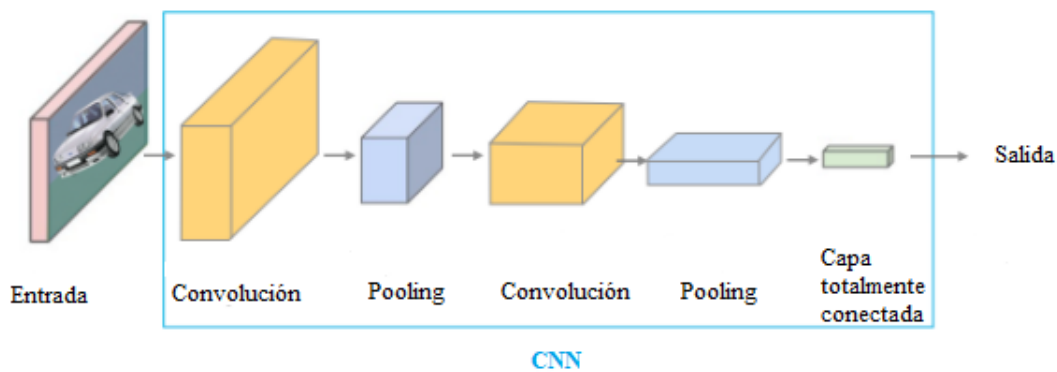 Entrada
Convolución
Pooling
Convolución
Pooling
Capa
totalmente
conectada
Salida
CNN